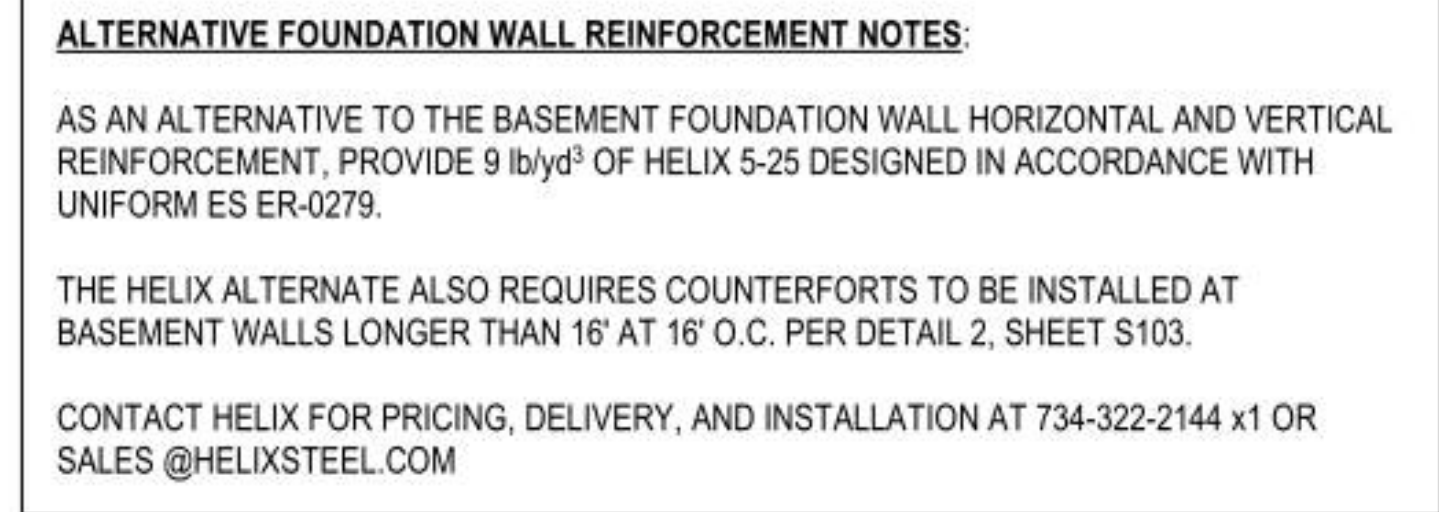 ALTERNATIVE FOUNDATION WALL REINFORCEMENT NOTES:
AS AN ALTERNATIVE TO THE BASEMENT FOUNDATION WALL HORIZONTAL AND VERTICAL
REINFORCEMENT, PROVIDE 9 lb/yd³ OF HELIX 5-25 DESIGNED IN ACCORDANCE WITH
UNIFORM ES ER-0279.
THE HELIX ALTERNATE ALSO REQUIRES COUNTERFORTS TO BE INSTALLED AT
BASEMENT WALLS LONGER THAN 16' AT 16' O.C. PER DETAIL 2, SHEET S103.
CONTACT HELIX FOR PRICING, DELIVERY, AND INSTALLATION AT 734-322-2144 x1 OR
SALES @HELIXSTEEL.COM